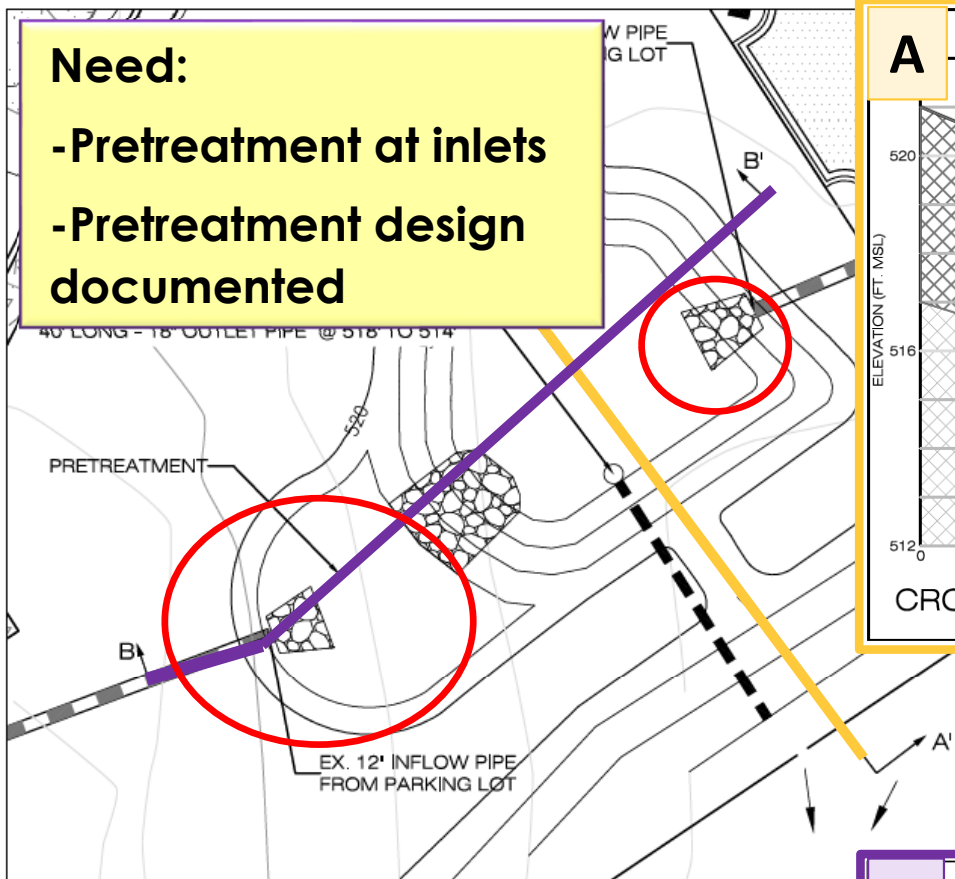 Need:
-Pretreatment at inlets
-Pretreatment design
documented
W PIPE
G LOT
B'
A
520
516
512
0
ELEVATION (FT. MSL)
CRO
40' LONG - 18" OUTLET PIPE @ 518' TO 514'
520
PRETREATMENT
B
EX. 12" INFLOW PIPE
FROM PARKING LOT
A'